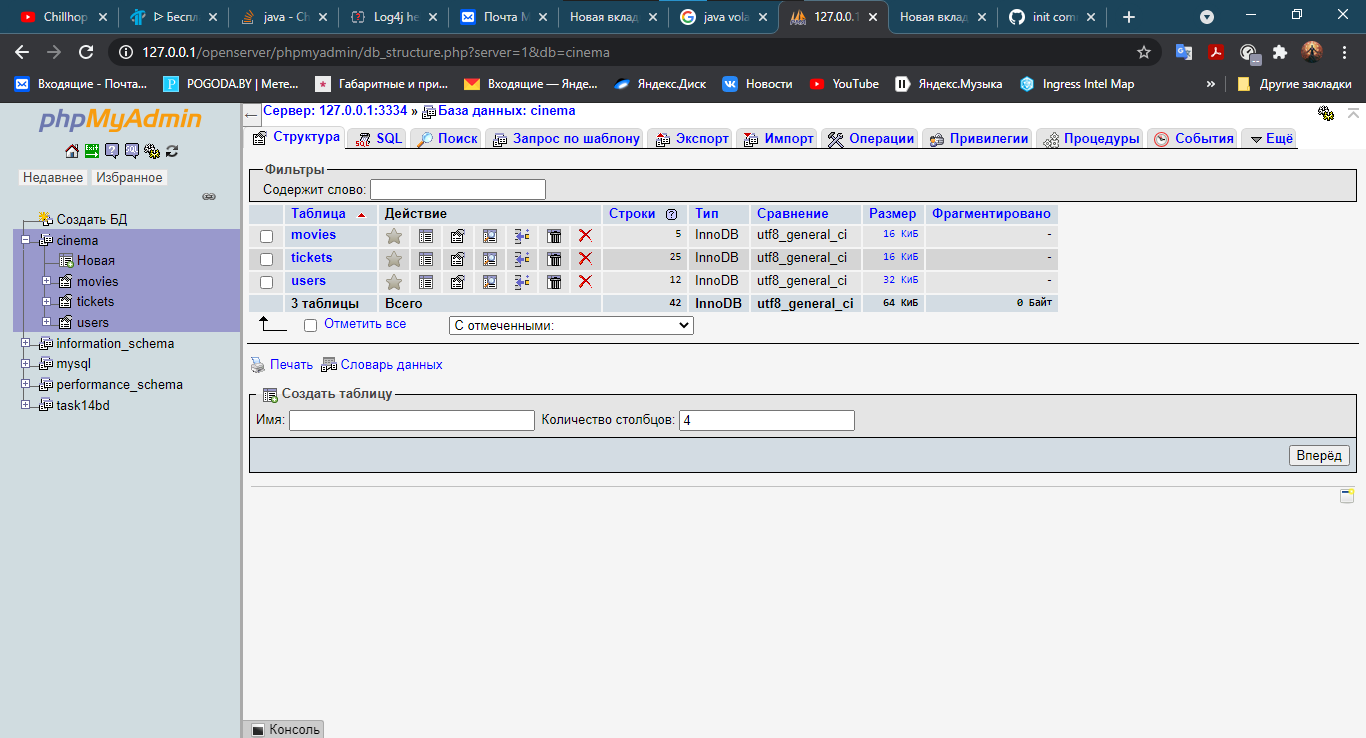 Chillhop
ᐈ Беспл
java - Ch
Log4j не
Почта M
Новая вклад
java vola
127.0.0.1
Новая вклад
init com
127.0.0.1/openserver/phpmyadmin/db_structure.php?server=1&db=cinema
Входящие - Почта...
POGODA.BY | Мете...
Габаритные и при...
Входящие — Янде...
Яндекс.Диск
Новости
YouTube
Яндекс.Музыка
Ingress Intel Map
»
Другие закладки
phpMyAdmin
Недавнее Избранное
Создать БД
cinema
Новая
movies
tickets
users
information_schema
mysql
performance_schema
task14bd
Сервер: 127.0.0.1:3334 » База данных: cinema
Структура SQL Поиск Запрос по шаблону Экспорт Импорт Операции Привилегии Процедуры События Ещё
Фильтры
Содержит слово:
Таблица Действие Строки Тип Сравнение Размер Фрагментировано
movies 5 InnoDB utf8_general_ci 16 КиБ -
tickets 25 InnoDB utf8_general_ci 16 КиБ -
users 12 InnoDB utf8_general_ci 32 КиБ -
3 таблицы Всего 42 InnoDB utf8_general_ci 64 КиБ 0 Байт
Отметить все С отмеченными:
Печать Словарь данных
Создать таблицу
Имя: Количество столбцов: 4
Вперёд
Консоль